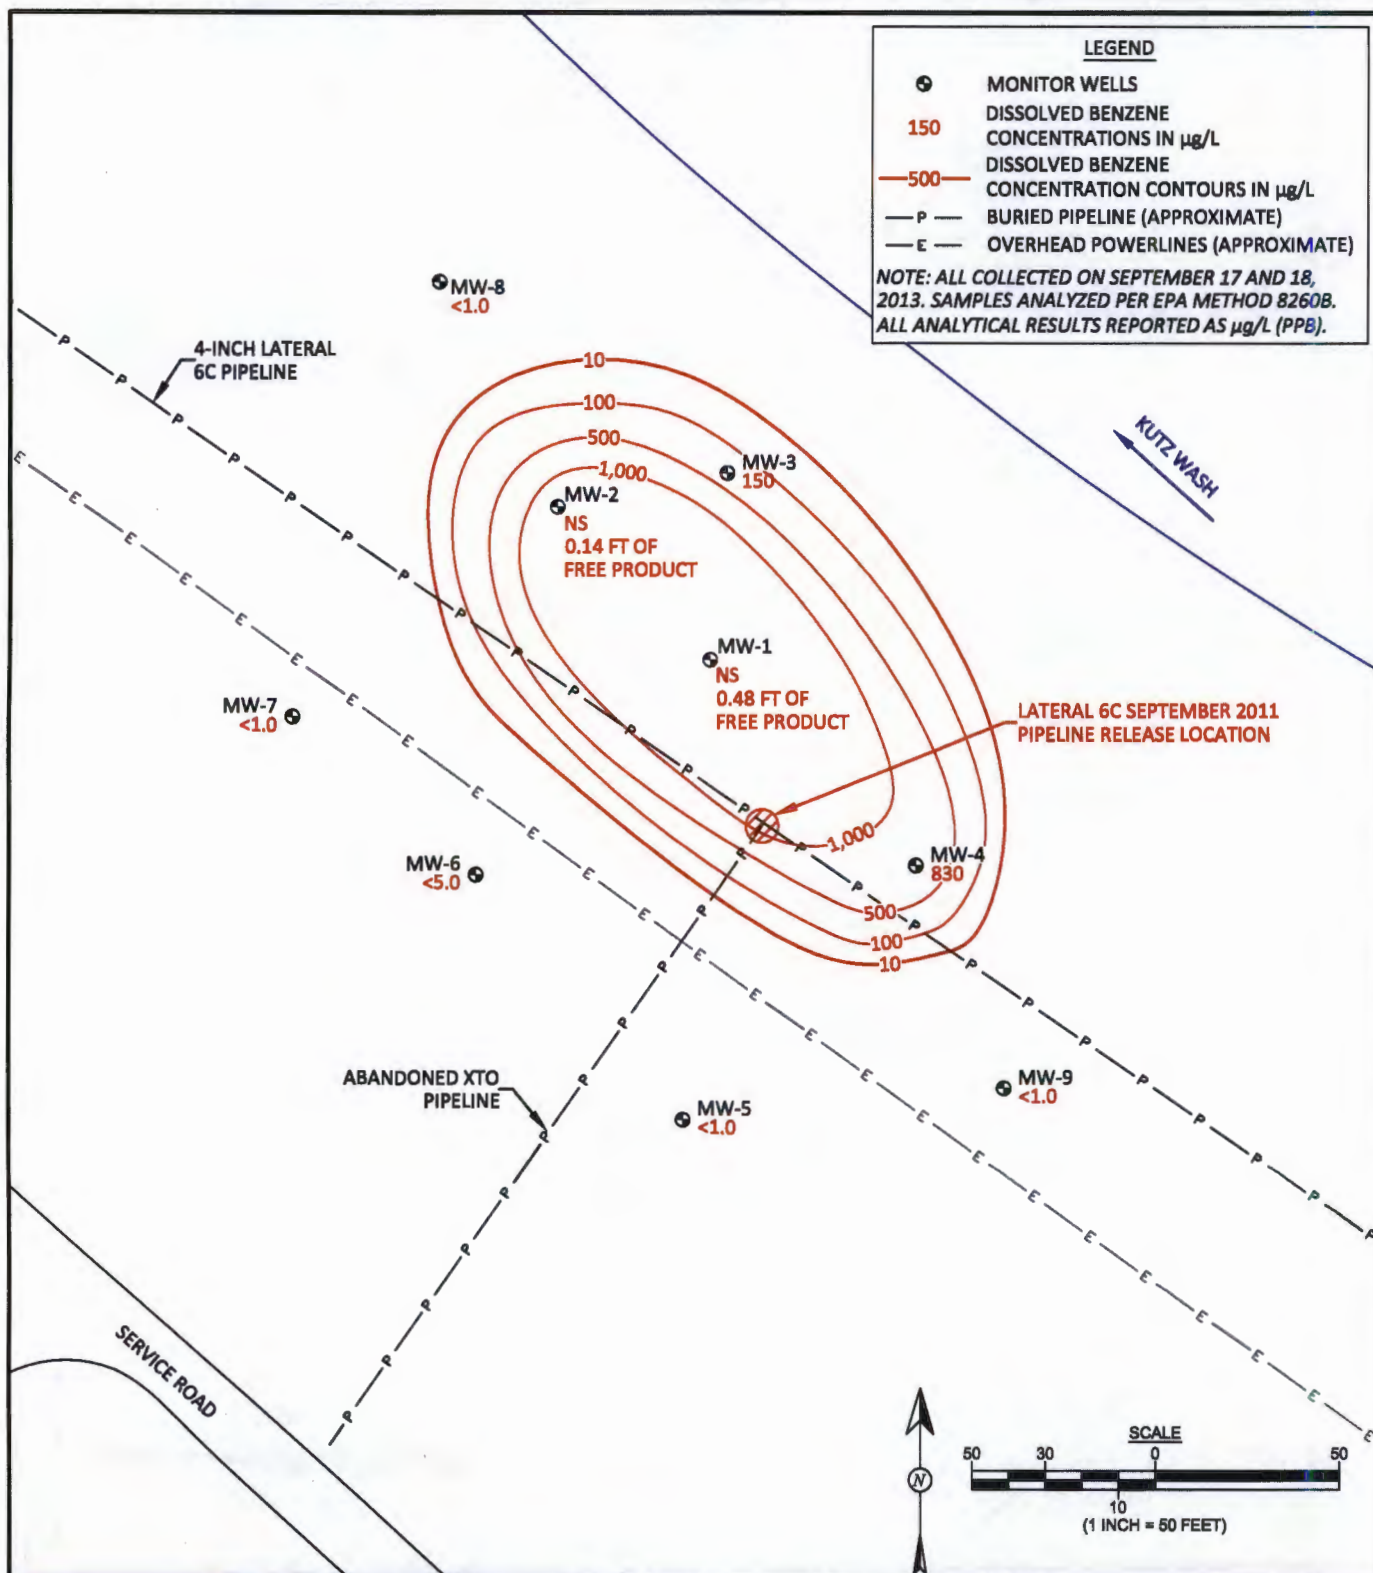 LEGEND
MONITOR WELLS
150
DISSOLVED BENZENE
CONCENTRATIONS IN µg/L
500
DISSOLVED BENZENE
CONCENTRATION CONTOURS IN µg/L
P
BURIED PIPELINE (APPROXIMATE)
E
OVERHEAD POWERLINES (APPROXIMATE)
NOTE: ALL COLLECTED ON SEPTEMBER 17 AND 18,
2013. SAMPLES ANALYZED PER EPA METHOD 8260B.
ALL ANALYTICAL RESULTS REPORTED AS µg/L (PPB).
MW-8
<1.0
4-INCH LATERAL
6C PIPELINE
10
100
500
1,000
KUTZ WASH
MW-3
150
MW-2
NS
0.14 FT OF
FREE PRODUCT
MW-1
NS
0.48 FT OF
FREE PRODUCT
MW-7
<1.0
LATERAL 6C SEPTEMBER 2011
PIPELINE RELEASE LOCATION
1,000
MW-4
830
MW-6
<5.0
500
100
10
ABANDONED XTO
PIPELINE
MW-9
<1.0
MW-5
<1.0
SERVICE ROAD
N
SCALE
50 30 0 50
10
(1 INCH = 50 FEET)